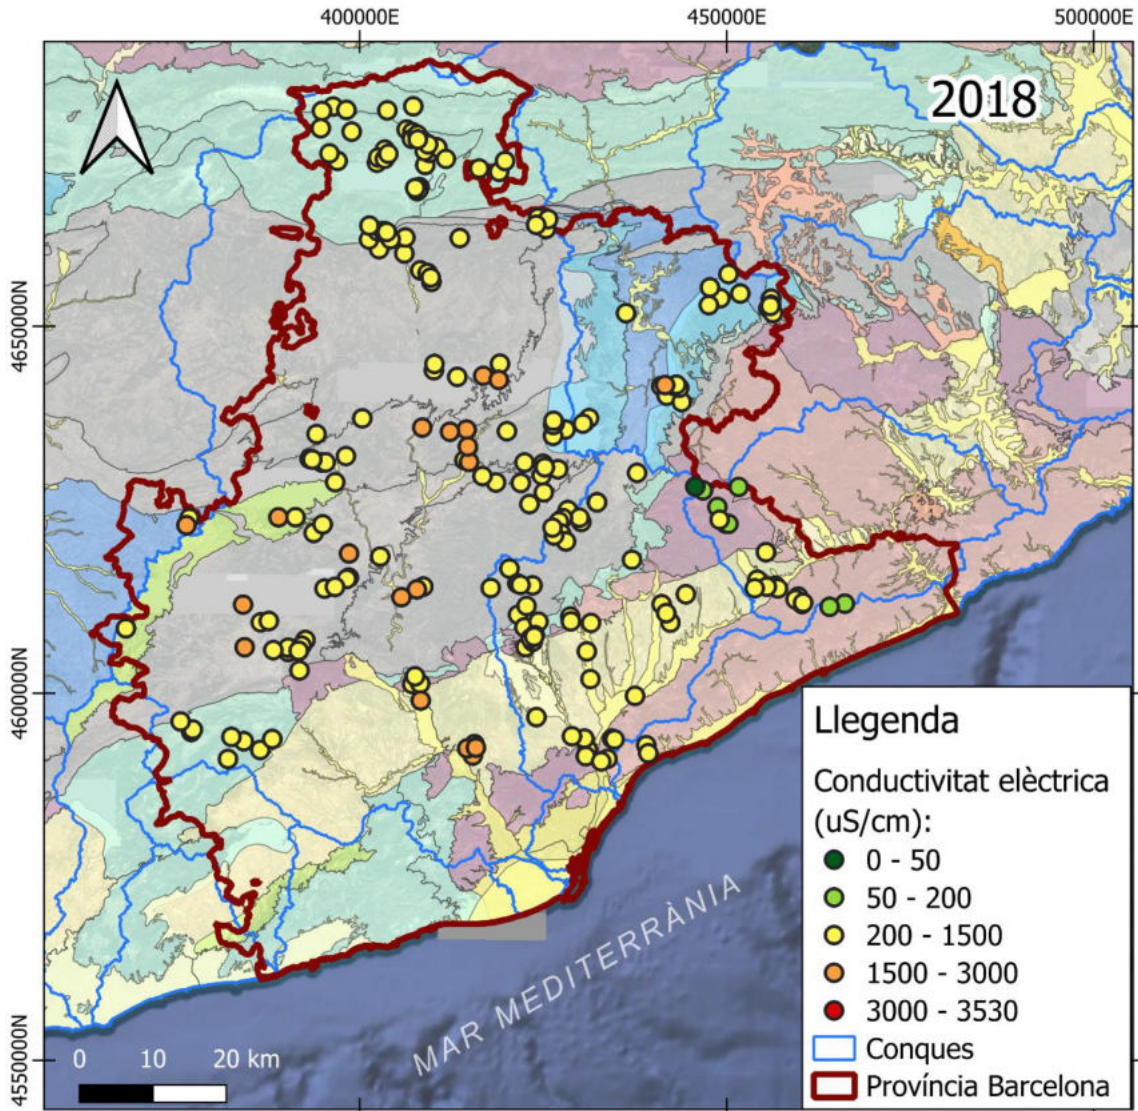 400000E
450000E
500000E
2018
4650000N
4600000N
4550000N
Llegenda
Conductivitat elèctrica
(uS/cm):
0 - 50
50 - 200
200 - 1500
1500 - 3000
3000 - 3530
Conques
Província Barcelona
MAR MEDITERRÀNIA
0 10 20 km